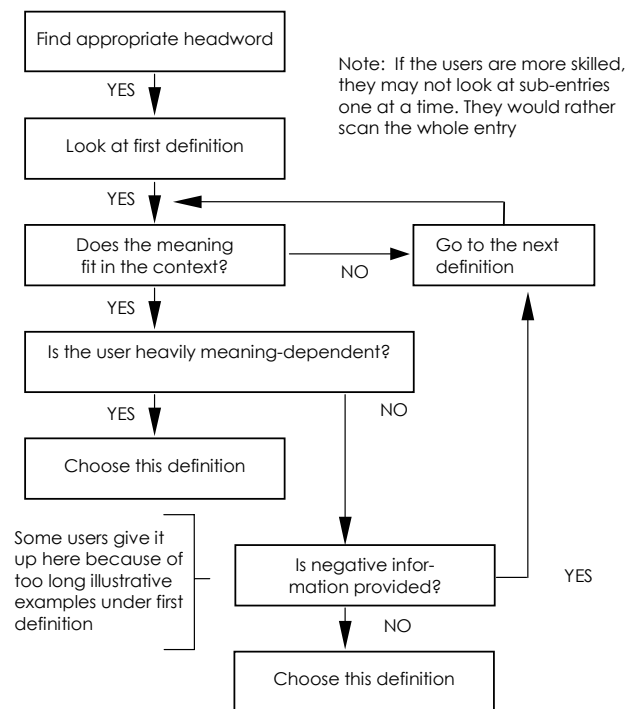 Find appropriate headword
Note: If the users are more skilled,
they may not look at sub-entries
one at a time. They would rather
scan the whole entry
YES
Look at first definition
YES
Does the meaning
fit in the context?
NO
Go to the next
definition
YES
Is the user heavily meaning-dependent?
YES
NO
Choose this definition
Some users give it
up here because of
too long illustrative
examples under first
definition
Is negative infor-
mation provided?
YES
NO
Choose this definition